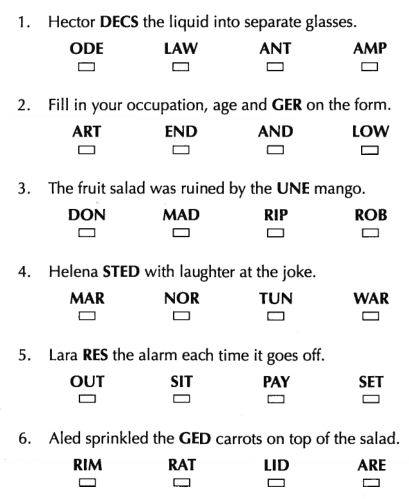 1. Hector DECS the liquid into separate glasses.
ODE LAW ANT AMP
2. Fill in your occupation, age and GER on the form.
ART END AND LOW
3. The fruit salad was ruined by the UNE mango.
DON MAD RIP ROB
4. Helena STED with laughter at the joke.
MAR NOR TUN WAR
5. Lara RES the alarm each time it goes off.
OUT SIT PAY SET
6. Aled sprinkled the GED carrots on top of the salad.
RIM RAT LID ARE